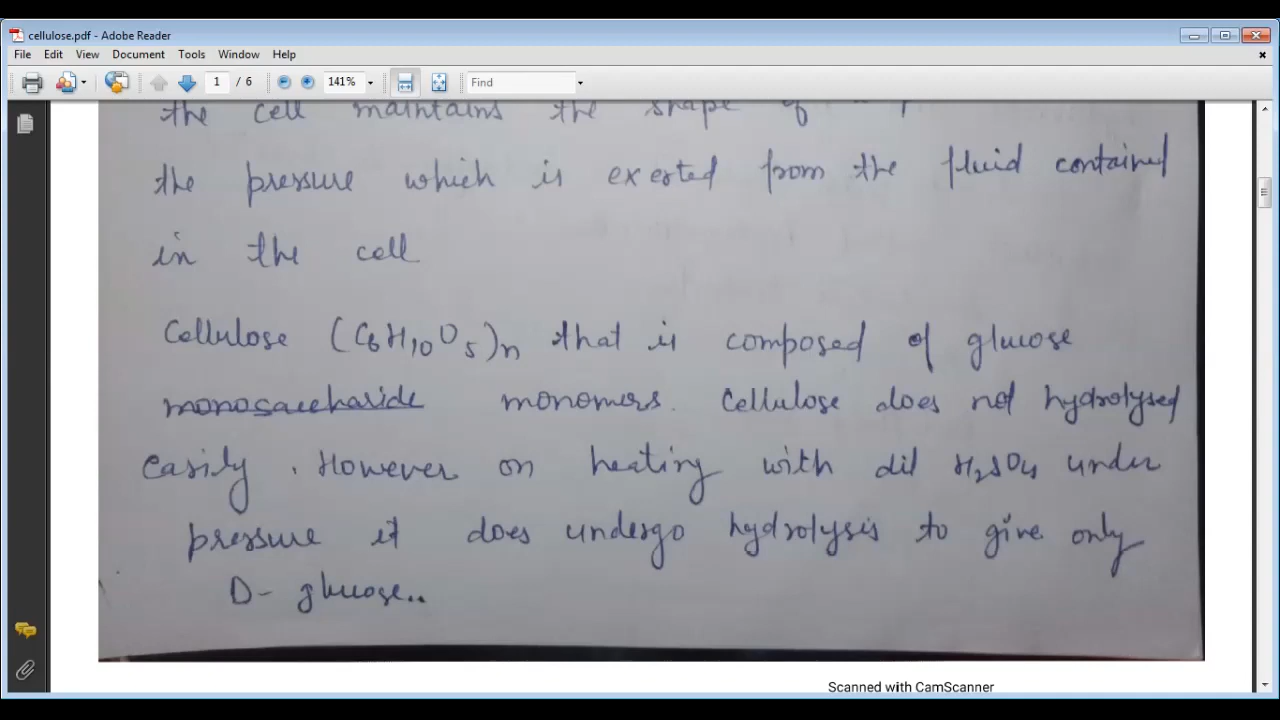 cellulose.pdf - Adobe Reader
File Edit View Document Tools Window Help
1 / 6 141% Find
the cell maintains the shape of
the pressure which is exerted from the fluid contained
in the cell
Cellulose (C6H10O5)n that is composed of glucose
monosaccharide monomers. Cellulose does not hydrolysed
easily. However on heating with dil H2SO4 under
pressure it does undergo hydrolysis to give only
D- glucose..
Scanned with CamScanner